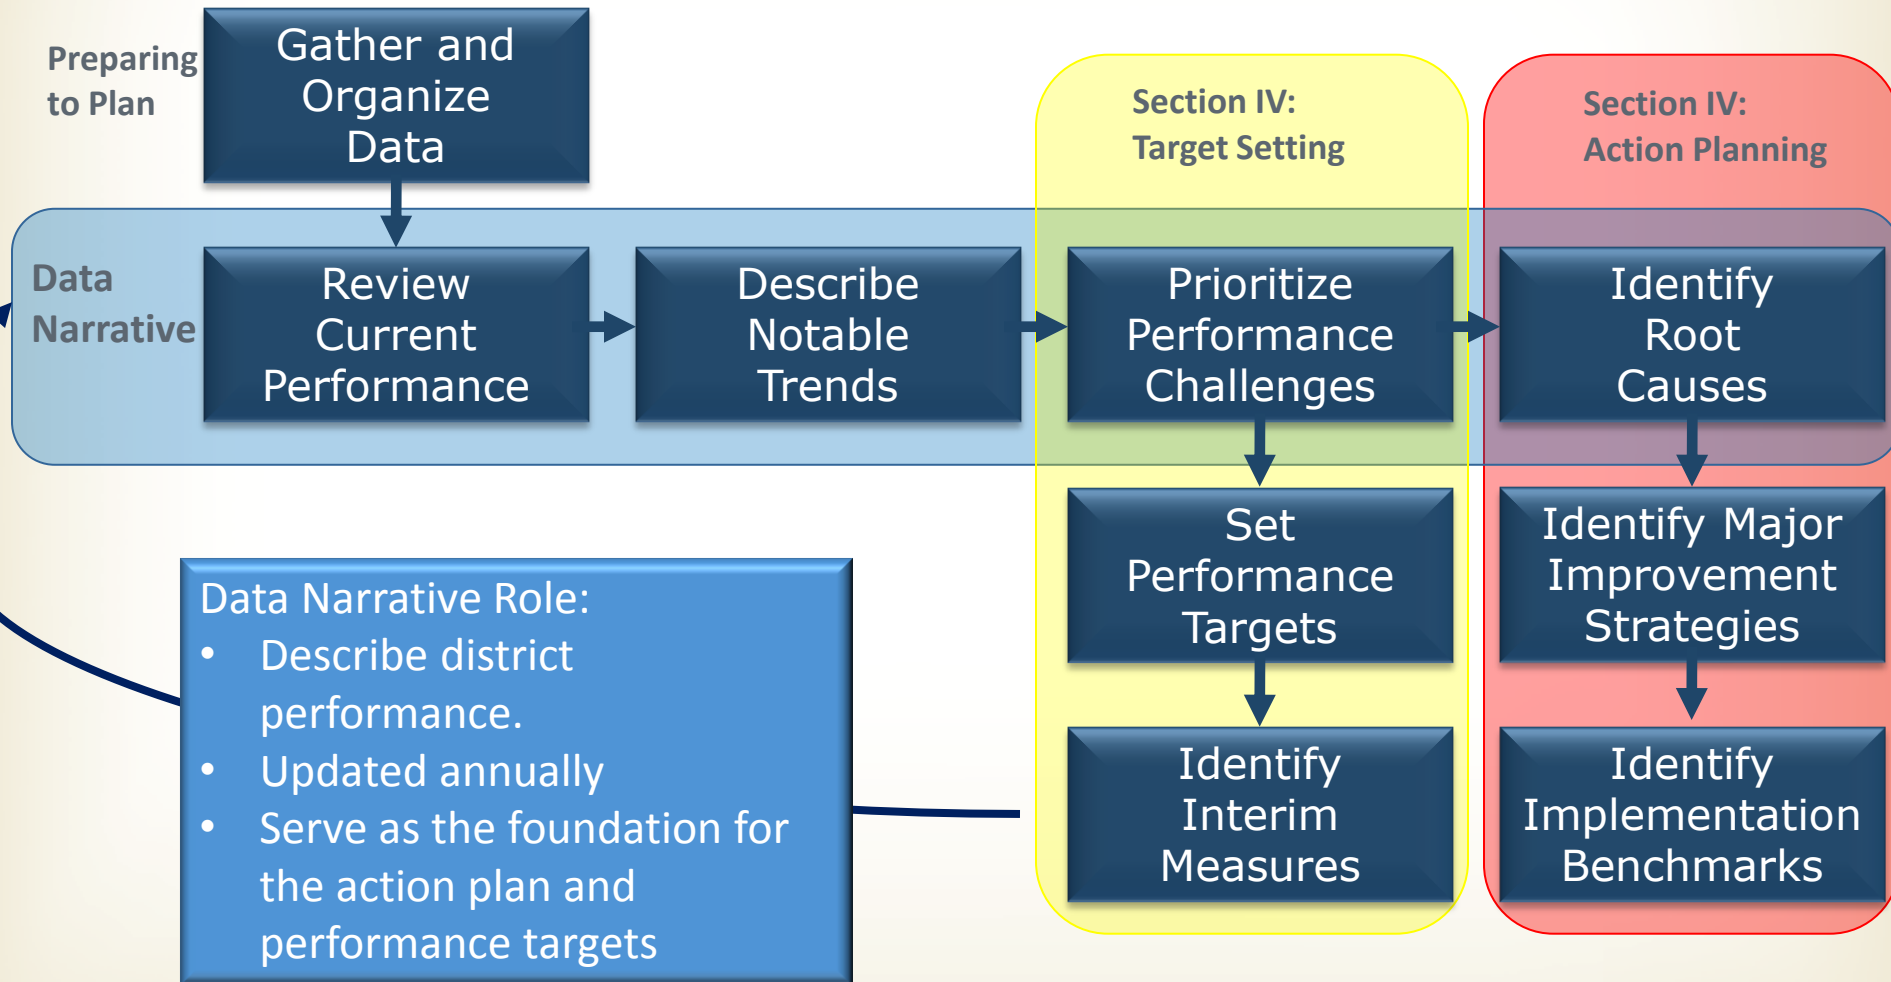 Preparing
to Plan
Gather and
Organize
Data
Section IV:
Target Setting
Section IV:
Action Planning
Data
Narrative
Review
Current
Performance
Describe
Notable
Trends
Prioritize
Performance
Challenges
Identify
Root
Causes
Set
Performance
Targets
Identify Major
Improvement
Strategies
Identify
Interim
Measures
Identify
Implementation
Benchmarks
Data Narrative Role:
• Describe district
performance.
• Updated annually
• Serve as the foundation for
the action plan and
performance targets